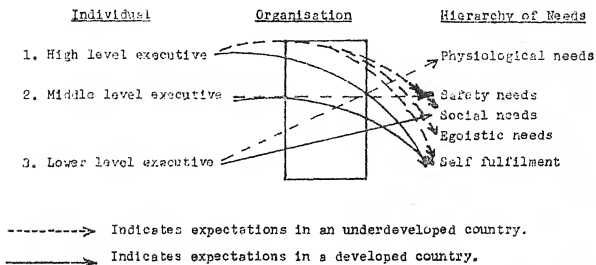 Individual Organisation Hierarchy of Needs
1. High level executive Physiological needs
2. Middle level executive Safety needs
Social needs
Egoistic needs
3. Lower level executive Self fulfilment
Indicates expectations in an underdeveloped country.
Indicates expectations in a developed country.